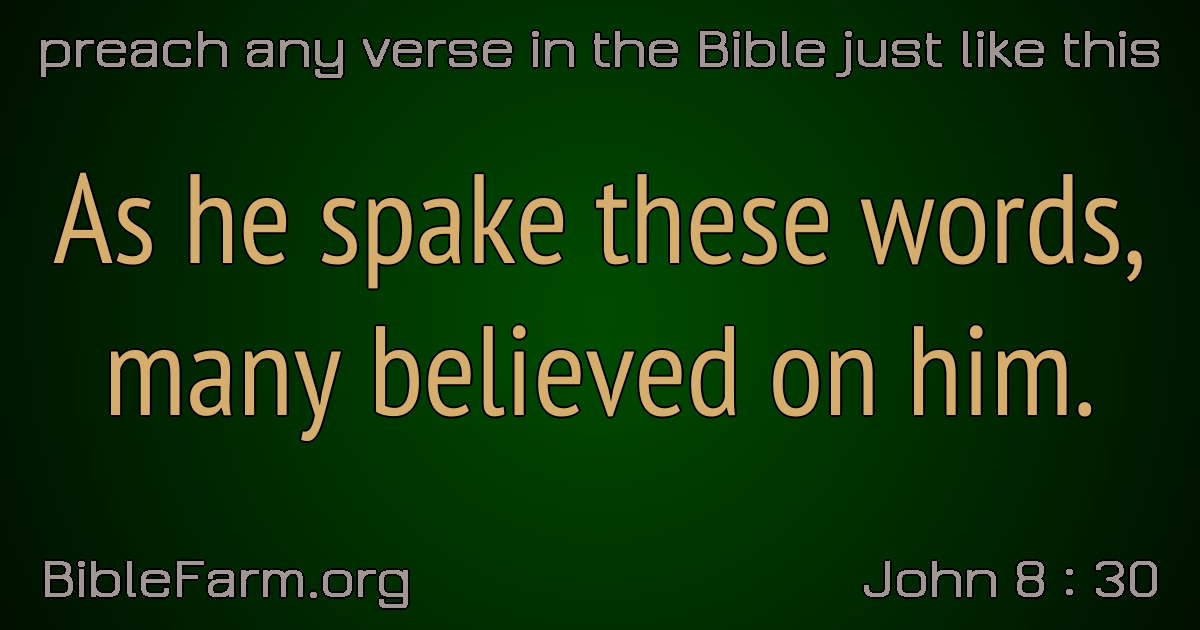 preach any verse in the Bible just like this
As he spake these words,
many believed on him.
BibleFarm.org
John 8 : 30